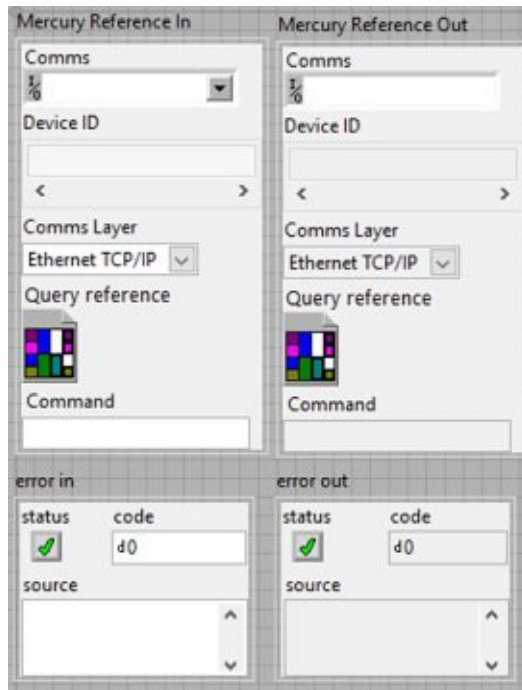 Mercury Reference In
Comms
I/O
Device ID
Comms Layer
Ethernet TCP/IP
Query reference
Command
Mercury Reference Out
Comms
I/O
Device ID
Comms Layer
Ethernet TCP/IP
Query reference
Command
error in
status code
d0
source
error out
status code
d0
source